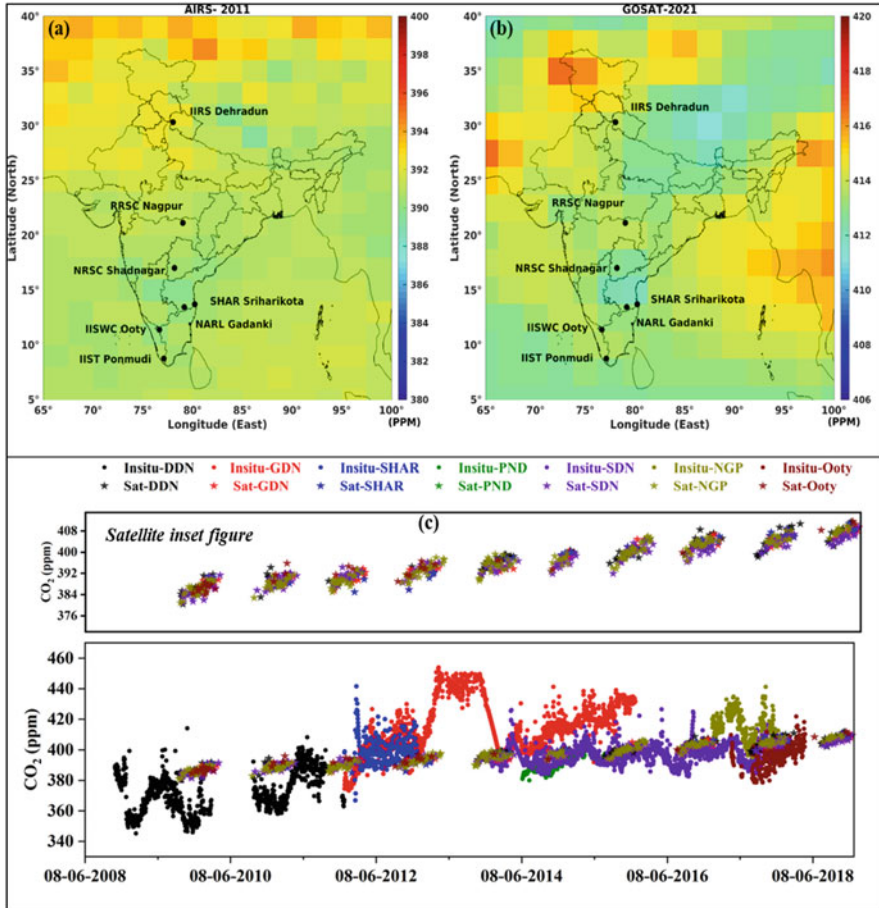 AIRS- 2011
(a)
400
398
396
394
392
390
388
386
384
382
380
(PPM)
40°
35°
30°
25°
20°
15°
10°
5°
Latitude (North)
65°
70°
75°
80°
85°
90°
95°
100°
Longitude (East)
IIRS Dehradun
RRSC Nagpur
NRSC Shadnagar
SHAR Sriharikota
IISWC Ooty
NARL Gadanki
IIST Ponmudi
GOSAT-2021
(b)
420
418
416
414
412
410
408
406
(PPM)
40°
35°
30°
25°
20°
15°
10°
5°
Latitude (North)
65°
70°
75°
80°
85°
90°
95°
100°
Longitude (East)
IIRS Dehradun
RRSC Nagpur
NRSC Shadnagar
SHAR Sriharikota
IISWC Ooty
NARL Gadanki
IIST Ponmudi
Insitu-DDN Insitu-GDN Insitu-SHAR Insitu-PND Insitu-SDN Insitu-NGP Insitu-Ooty
Sat-DDN Sat-GDN Sat-SHAR Sat-PND Sat-SDN Sat-NGP Sat-Ooty
(c)
Satellite inset figure
CO₂ (ppm)
408
400
392
384
376
CO₂ (ppm)
460
440
420
400
380
360
340
08-06-2008 08-06-2010 08-06-2012 08-06-2014 08-06-2016 08-06-2018